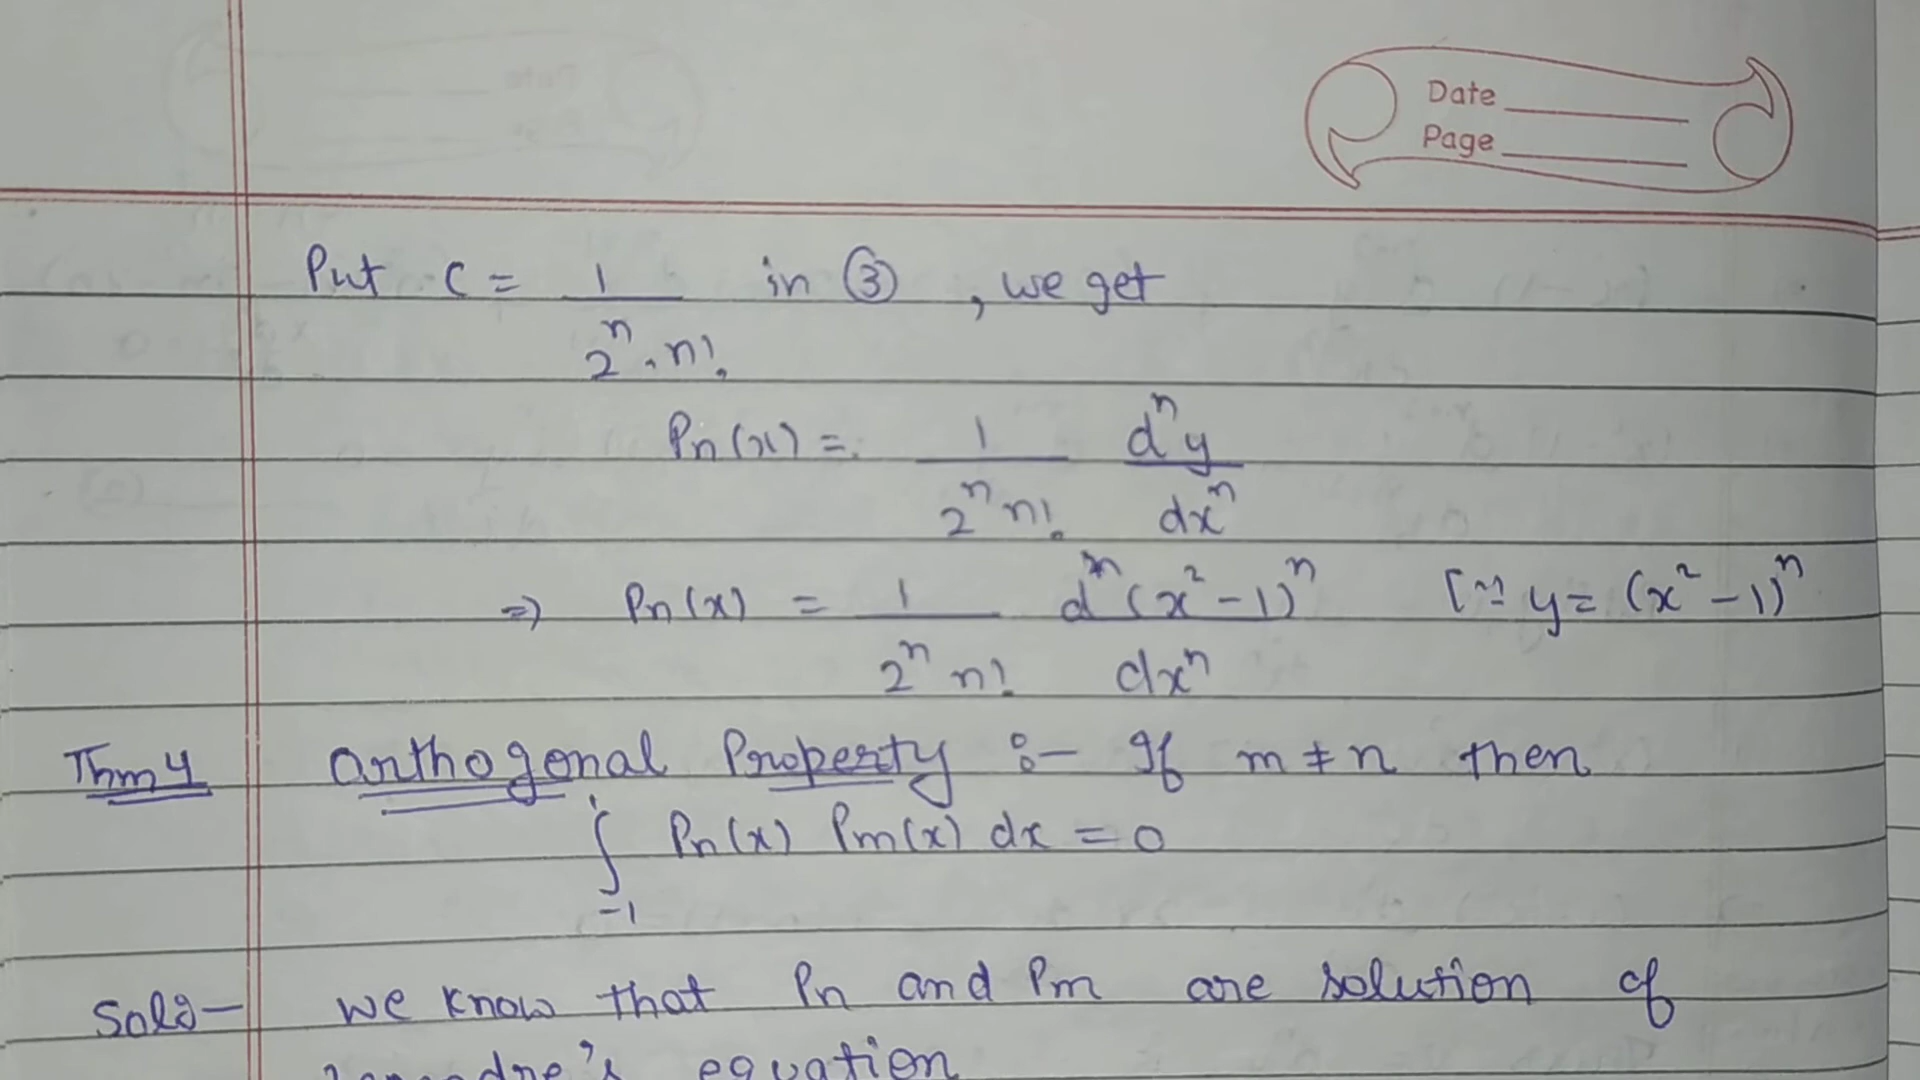 Date
Page
Put c = 1 / 2^n . n! in ③ , we get
Pn(x) = 1 / 2^n n! d^n y / dx^n
=> Pn(x) = 1 / 2^n n! d^n (x^2 - 1)^n / dx^n [∵ y = (x^2 - 1)^n
Thm 4 Orthogonal Property :- If m ≠ n then
∫_{-1}^{1} Pn(x) Pm(x) dx = 0
Sol:- We know that Pn and Pm are solution of
Legendre's equation